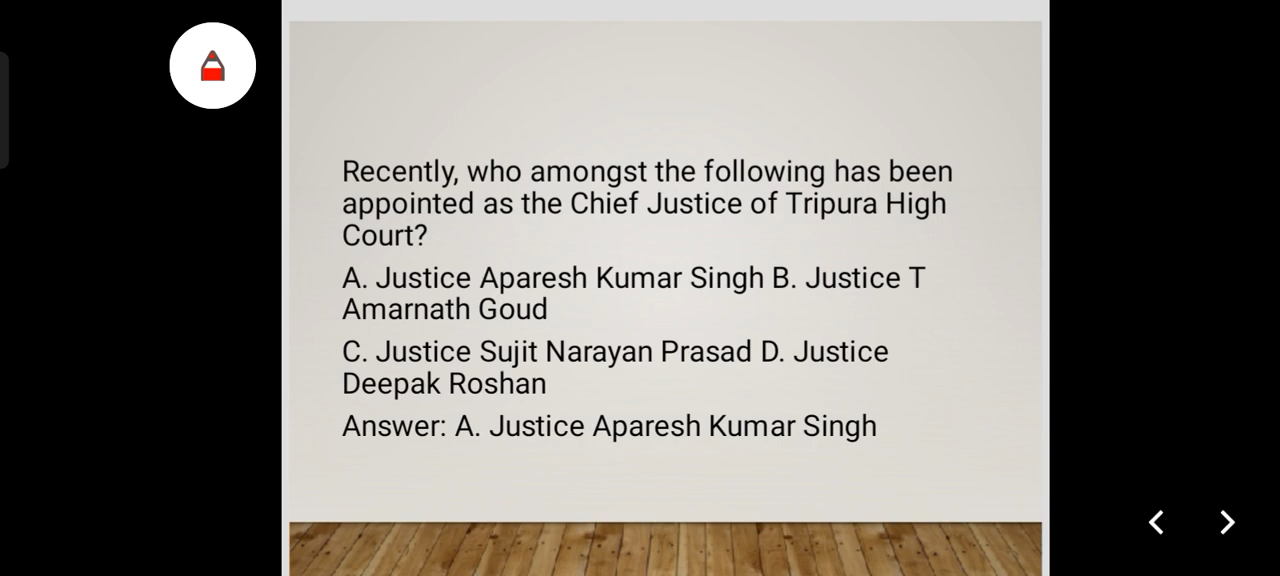 Recently, who amongst the following has been
appointed as the Chief Justice of Tripura High
Court?
A. Justice Aparesh Kumar Singh B. Justice T
Amarnath Goud
C. Justice Sujit Narayan Prasad D. Justice
Deepak Roshan
Answer: A. Justice Aparesh Kumar Singh